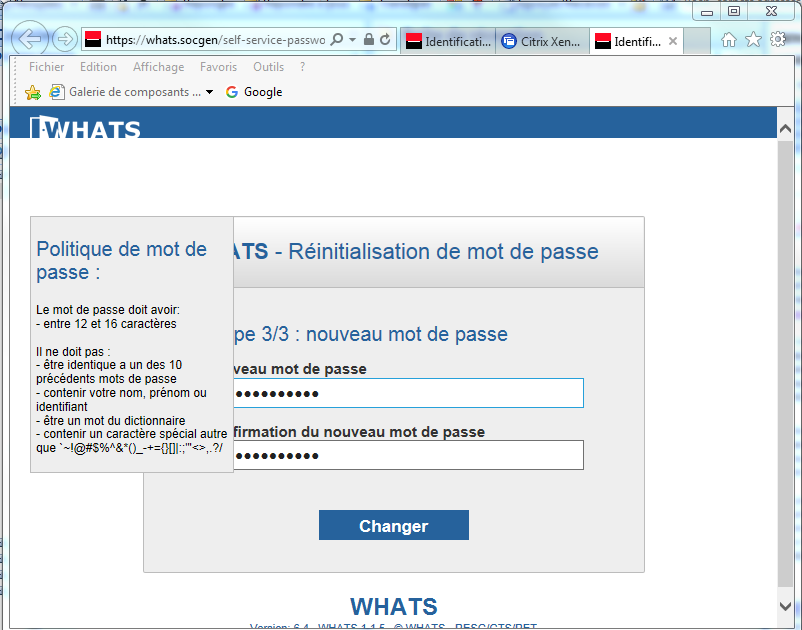 https://whats.socgen/self-service-passwo
Identificati...
Citrix Xen...
Identifi...
Fichier Edition Affichage Favoris Outils ?
Galerie de composants ...
Google
WHATS
Politique de mot de
passe :
Le mot de passe doit avoir:
- entre 12 et 16 caractères
Il ne doit pas :
- être identique a un des 10
précédents mots de passe
- contenir votre nom, prénom ou
identifiant
- être un mot du dictionnaire
- contenir un caractère spécial autre
que `~!@#$%^&*()_-+={}[]|:;'"<>,.?/
ATS - Réinitialisation de mot de passe
pe 3/3 : nouveau mot de passe
veau mot de passe
firmation du nouveau mot de passe
Changer
WHATS
Version: 6.4 - WHATS 1.1.5 - © WHATS - RESG/GTS/RET